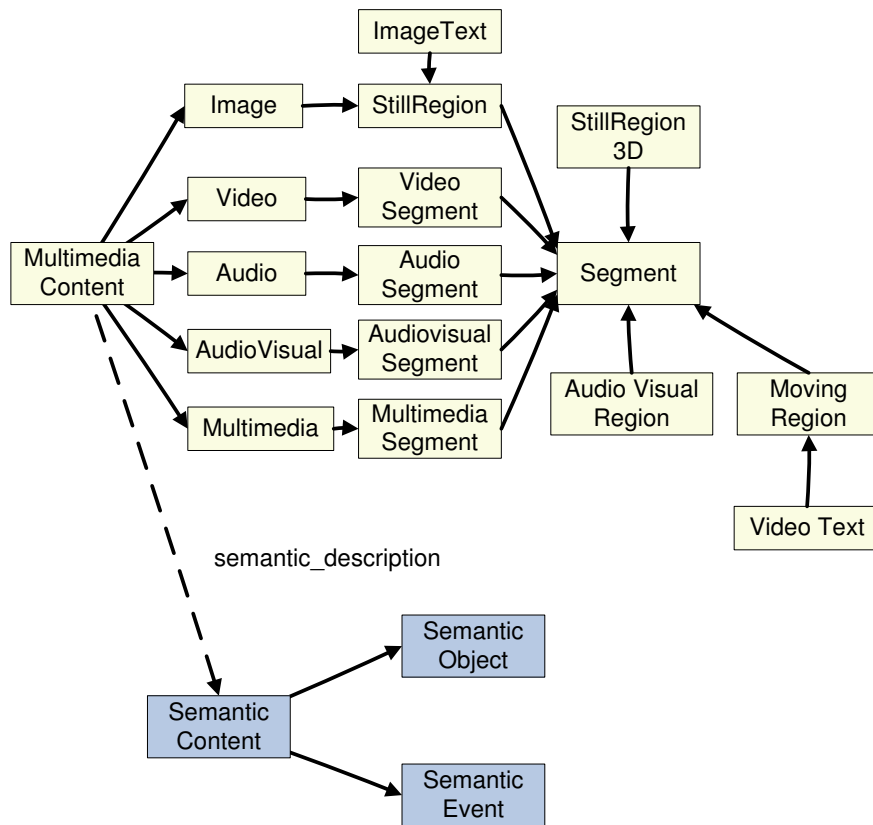 ImageText
Image
StillRegion
StillRegion
3D
Video
Video
Segment
Multimedia
Content
Audio
Audio
Segment
Segment
AudioVisual
Audiovisual
Segment
Audio Visual
Region
Moving
Region
Multimedia
Multimedia
Segment
Video Text
semantic_description
Semantic
Object
Semantic
Content
Semantic
Event